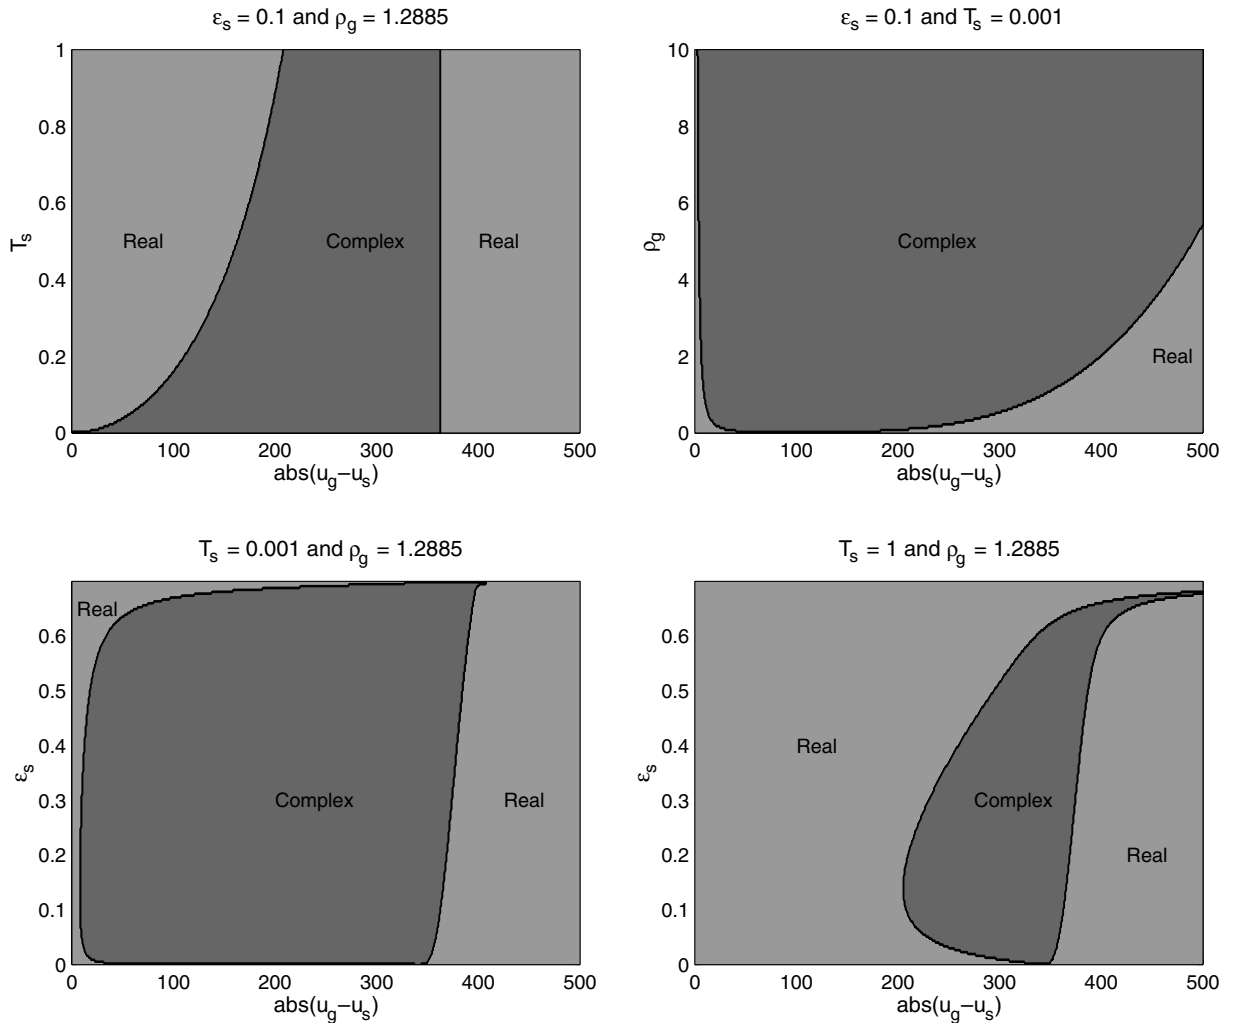 ε_s = 0.1 and ρ_g = 1.2885
1
0.8
0.6
0.4
0.2
0
T_s
Real
Complex
Real
0 100 200 300 400 500
abs(u_g−u_s)
ε_s = 0.1 and T_s = 0.001
10
8
6
4
2
0
ρ_g
Complex
Real
0 100 200 300 400 500
abs(u_g−u_s)
T_s = 0.001 and ρ_g = 1.2885
0.6
0.5
0.4
0.3
0.2
0.1
0
ε_s
Real
Complex
Real
0 100 200 300 400 500
abs(u_g−u_s)
T_s = 1 and ρ_g = 1.2885
0.6
0.5
0.4
0.3
0.2
0.1
0
ε_s
Real
Complex
Real
0 100 200 300 400 500
abs(u_g−u_s)